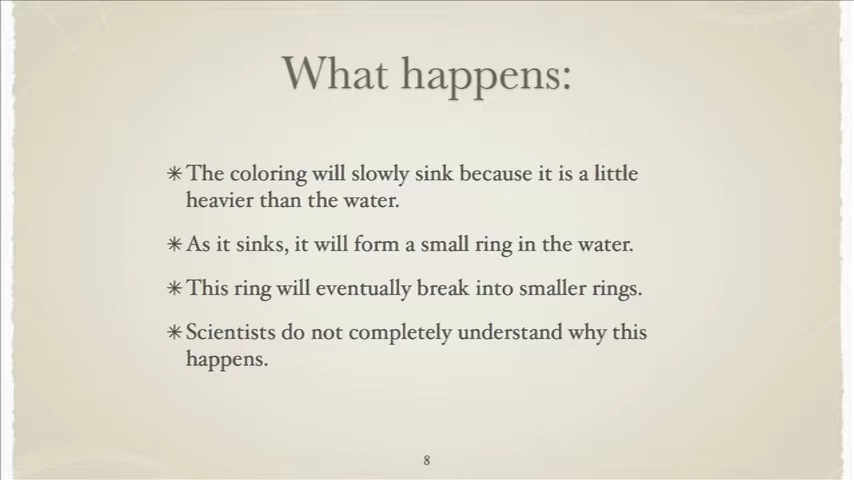 What happens:
✳The coloring will slowly sink because it is a little
heavier than the water.
✳As it sinks, it will form a small ring in the water.
✳This ring will eventually break into smaller rings.
✳Scientists do not completely understand why this
happens.
8